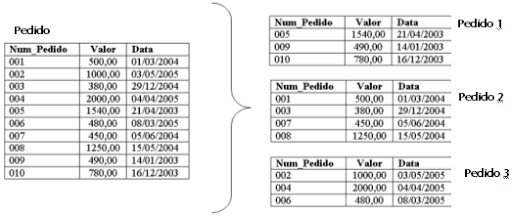 Pedido
Num_Pedido Valor Data
001 500,00 01/03/2004
002 1000,00 03/05/2005
003 380,00 29/12/2004
004 2000,00 04/04/2005
005 1540,00 21/04/2003
006 480,00 08/03/2005
007 450,00 05/06/2004
008 1250,00 15/05/2004
009 490,00 14/01/2003
010 780,00 16/12/2003
Pedido 1
Num_Pedido Valor Data
005 1540,00 21/04/2003
009 490,00 14/01/2003
010 780,00 16/12/2003
Pedido 2
Num_Pedido Valor Data
001 500,00 01/03/2004
003 380,00 29/12/2004
007 450,00 05/06/2004
008 1250,00 15/05/2004
Pedido 3
Num_Pedido Valor Data
002 1000,00 03/05/2005
004 2000,00 04/04/2005
006 480,00 08/03/2005